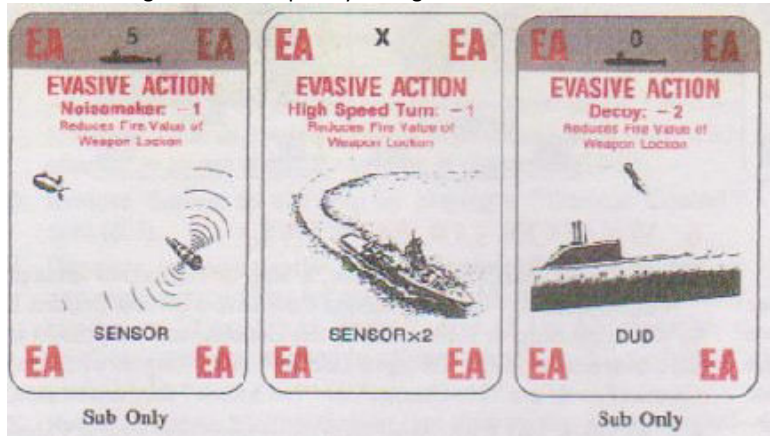 EA 5 EA
EVASIVE ACTION
Noisemaker: -1
Reduces Fire Value of
Weapon Lockon
SENSOR
EA EA
Sub Only
EA X EA
EVASIVE ACTION
High Speed Turn: -1
Reduces Fire Value of
Weapon Lockon
SENSOR×2
EA EA
EA 0 EA
EVASIVE ACTION
Decoy: -2
Reduces Fire Value of
Weapon Lockon
DUD
EA EA
Sub Only